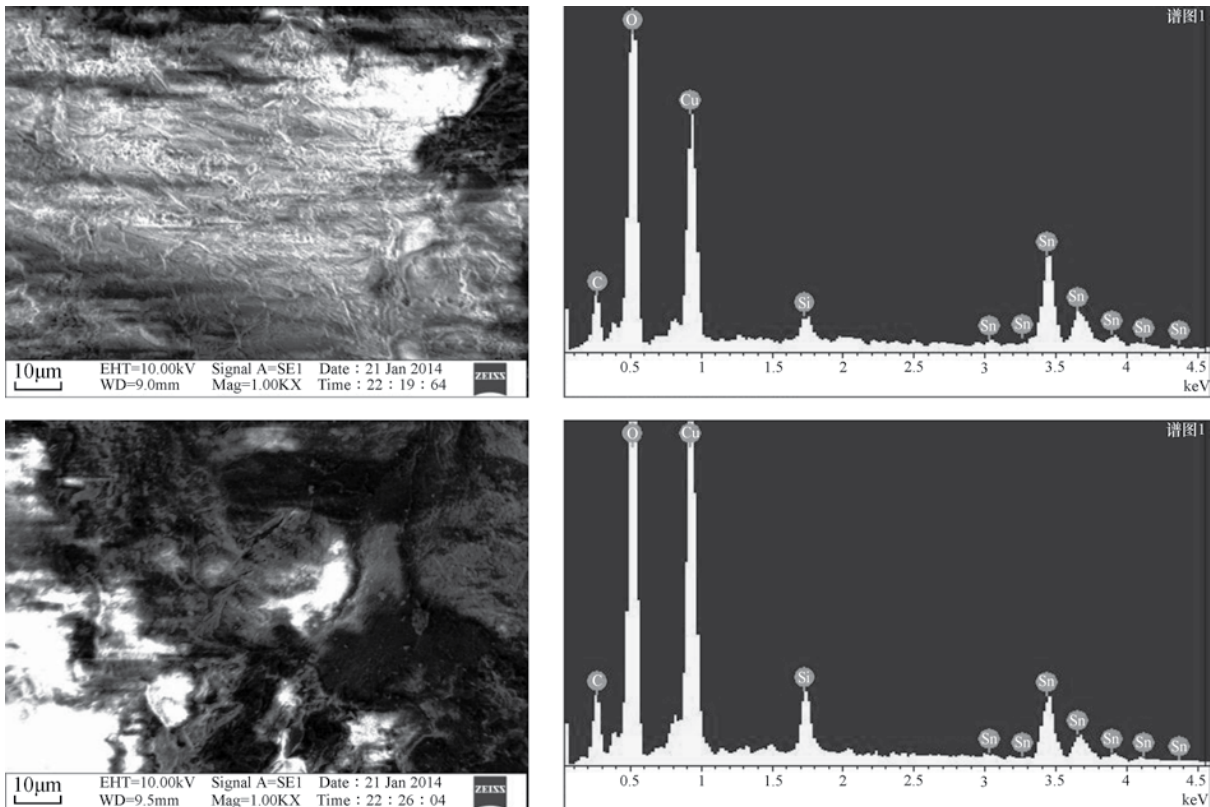 10μm EHT=10.00kV Signal A=SE1 Date：21 Jan 2014 ZEISS
WD=9.0mm Mag=1.00KX Time：22：19：64
谱图1
O
Cu
Sn
C
Si
Sn
Sn
Sn
Sn
Sn
Sn
0.5 1 1.5 2 2.5 3 3.5 4 4.5
keV
10μm EHT=10.00kV Signal A=SE1 Date：21 Jan 2014 ZEISS
WD=9.5mm Mag=1.00KX Time：22：26：04
谱图1
O
Cu
C
Si
Sn
Sn
Sn
Sn
Sn
Sn
Sn
0.5 1 1.5 2 2.5 3 3.5 4 4.5
keV